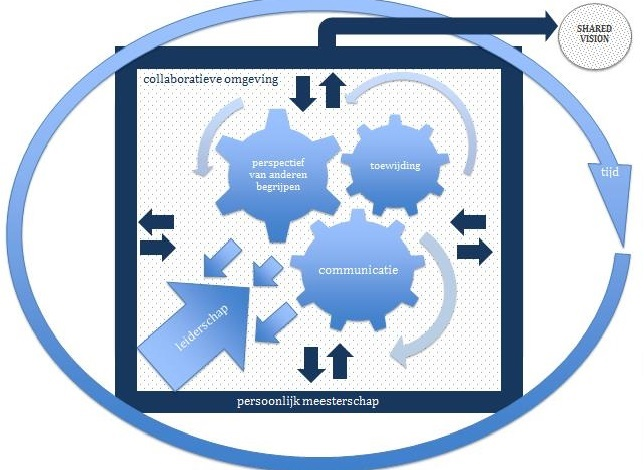 SHARED
VISION
collaboratieve omgeving
perspectief
van anderen
begrijpen
toewijding
tijd
communicatie
leiderschap
persoonlijk meesterschap